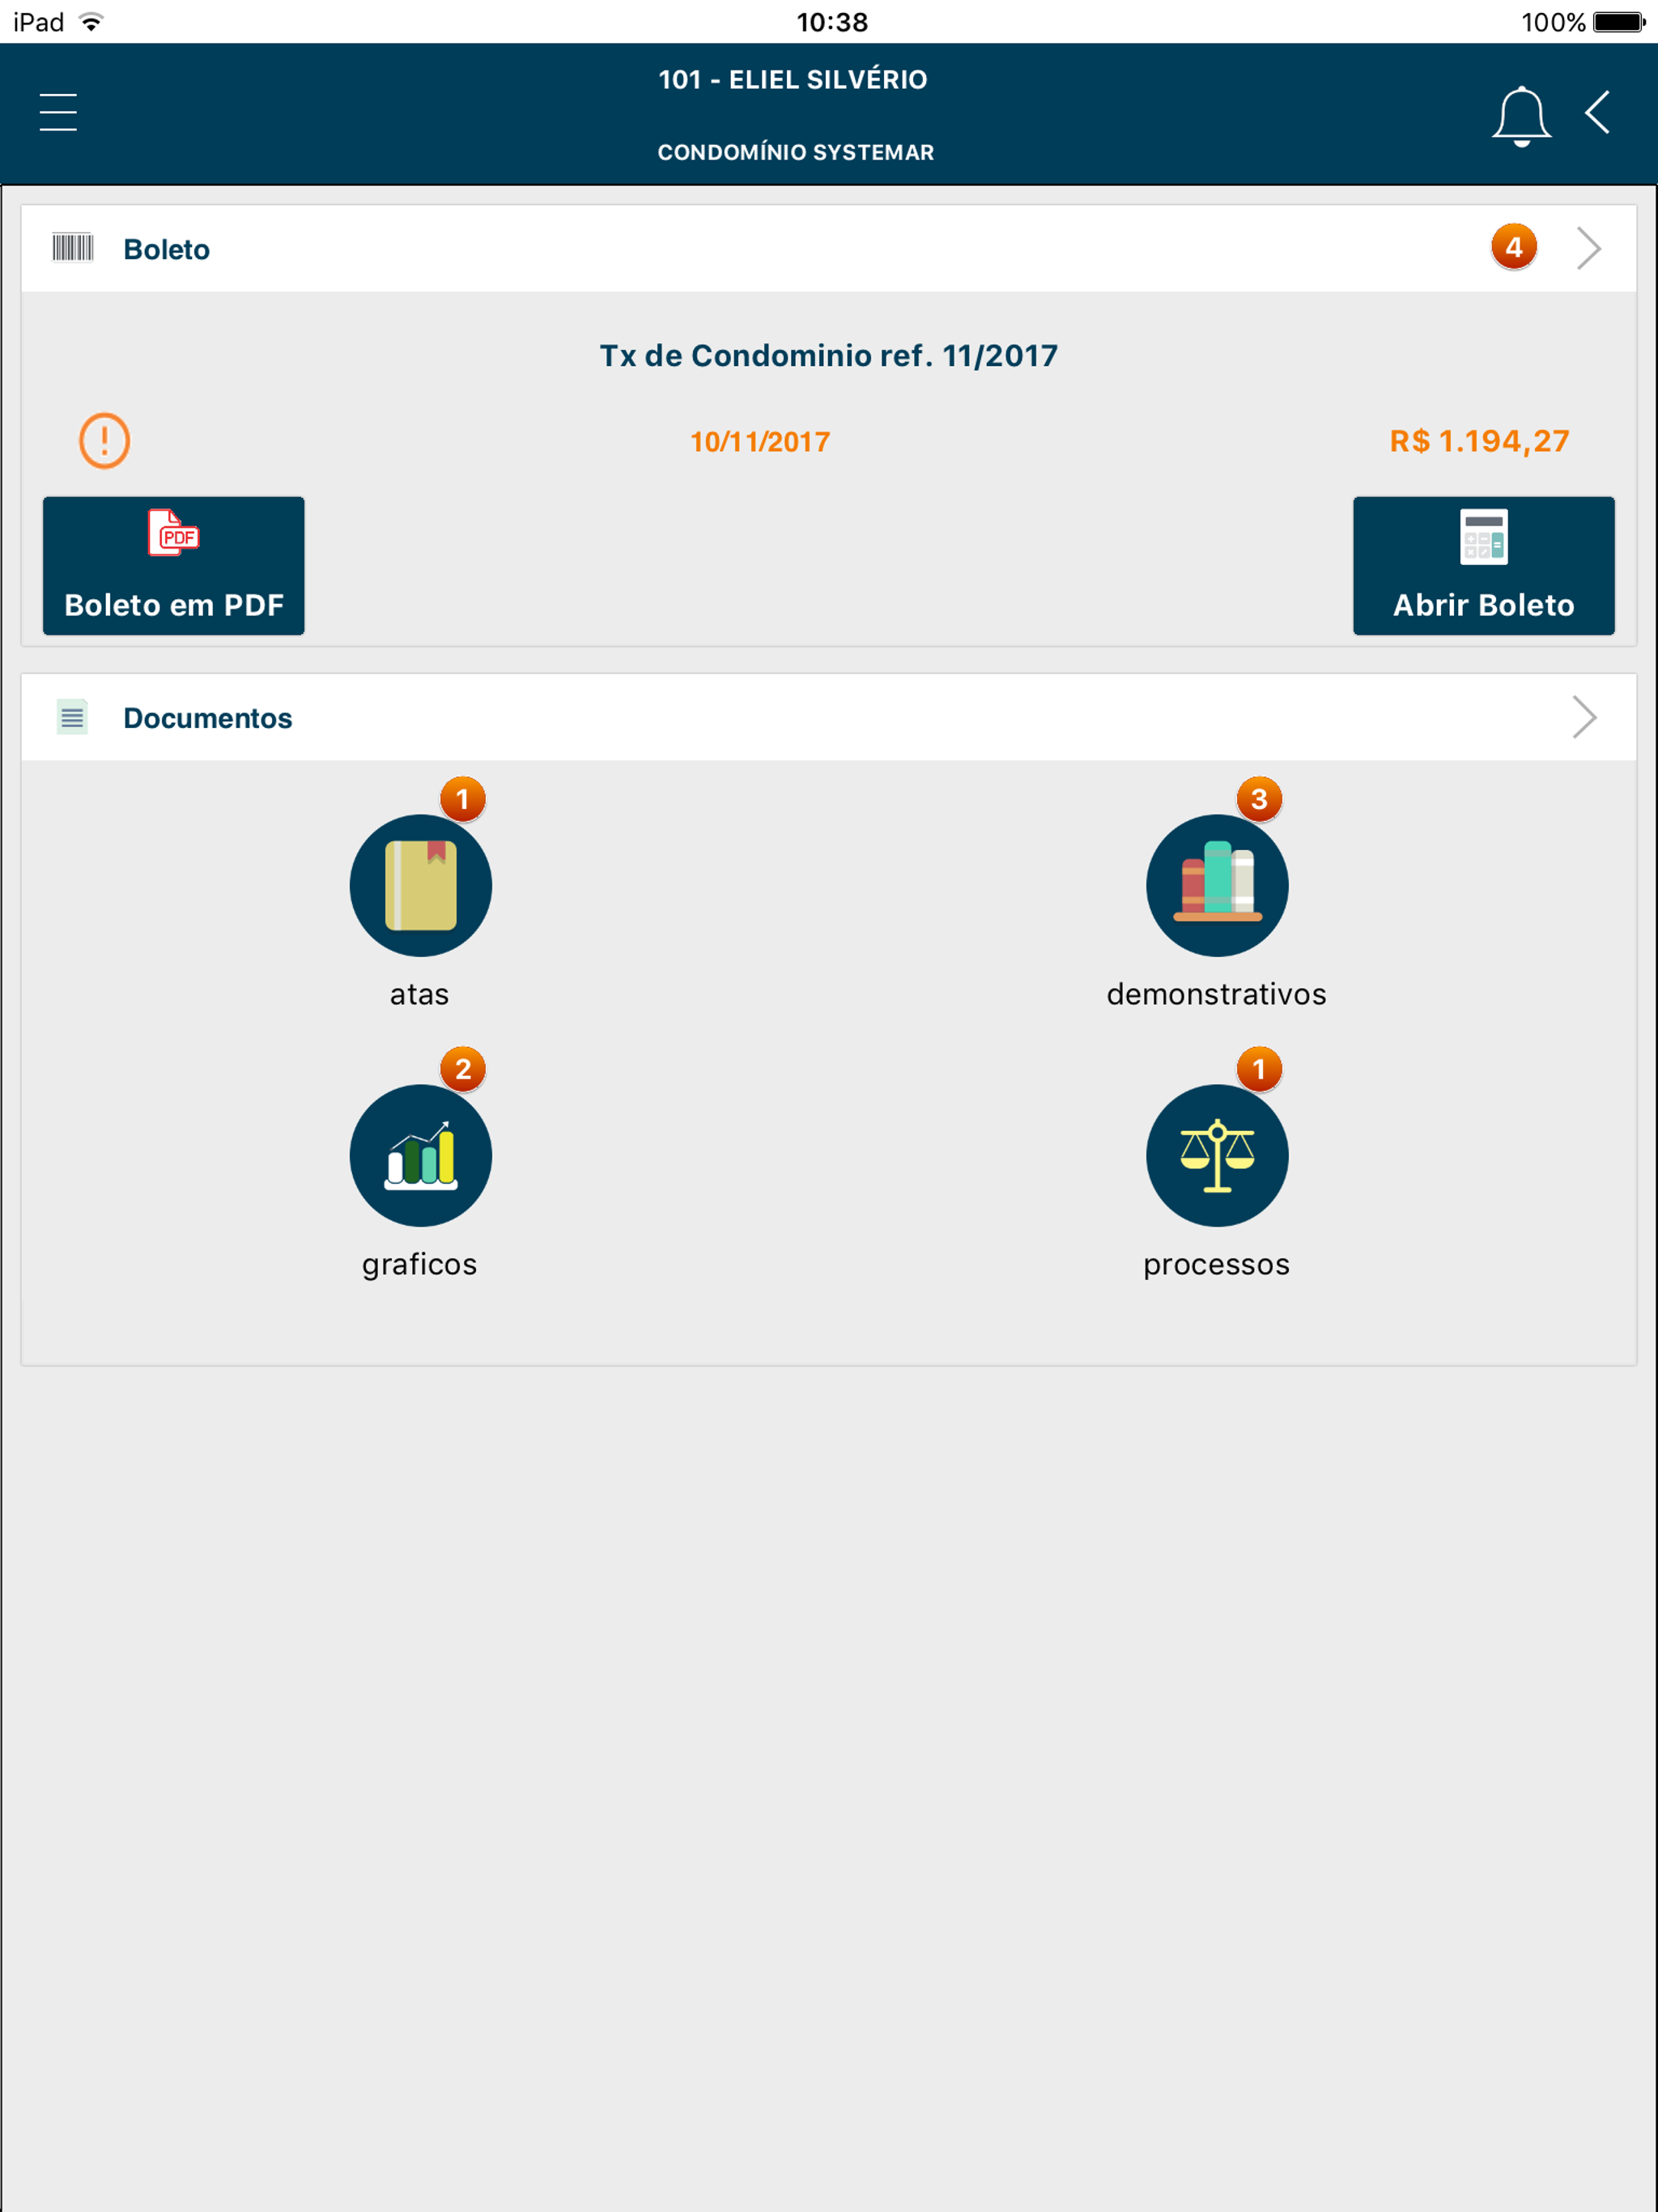 iPad 10:38 100%
101 - ELIEL SILVÉRIO
CONDOMÍNIO SYSTEMAR
Boleto 4
Tx de Condominio ref. 11/2017
10/11/2017 R$ 1.194,27
PDF
Boleto em PDF Abrir Boleto
Documentos
1 3
atas demonstrativos
2 1
graficos processos